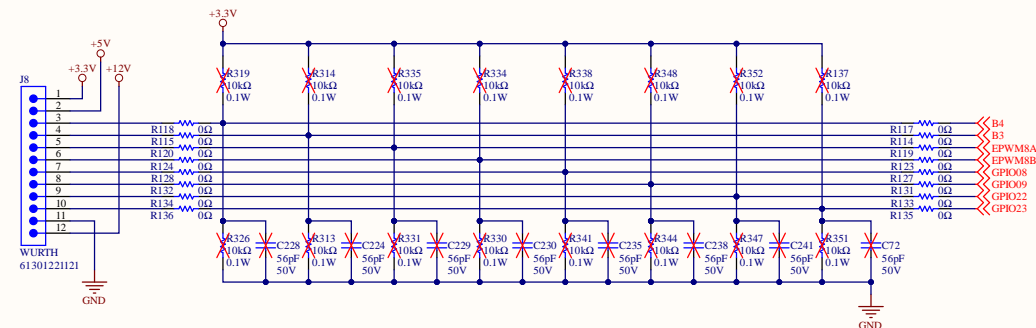 +3.3V
+5V
+3.3V
+12V
J8
1
2
3
4
5
6
7
8
9
10
11
12
WURTH
61301221121
GND
R118 0Ω
R115 0Ω
R120 0Ω
R124 0Ω
R128 0Ω
R132 0Ω
R134 0Ω
R136 0Ω
R319
10kΩ
0.1W
R314
10kΩ
0.1W
R335
10kΩ
0.1W
R334
10kΩ
0.1W
R338
10kΩ
0.1W
R348
10kΩ
0.1W
R352
10kΩ
0.1W
R137
10kΩ
0.1W
R117 0Ω
R114 0Ω
R119 0Ω
R123 0Ω
R127 0Ω
R131 0Ω
R133 0Ω
R135 0Ω
B4
B3
EPWM8A
EPWM8B
GPIO08
GPIO09
GPIO22
GPIO23
R326
10kΩ
0.1W
C228
56pF
50V
R313
10kΩ
0.1W
C224
56pF
50V
R331
10kΩ
0.1W
C229
56pF
50V
R330
10kΩ
0.1W
C230
56pF
50V
R341
10kΩ
0.1W
C235
56pF
50V
R344
10kΩ
0.1W
C238
56pF
50V
R347
10kΩ
0.1W
C241
56pF
50V
R351
10kΩ
0.1W
C72
56pF
50V
GND